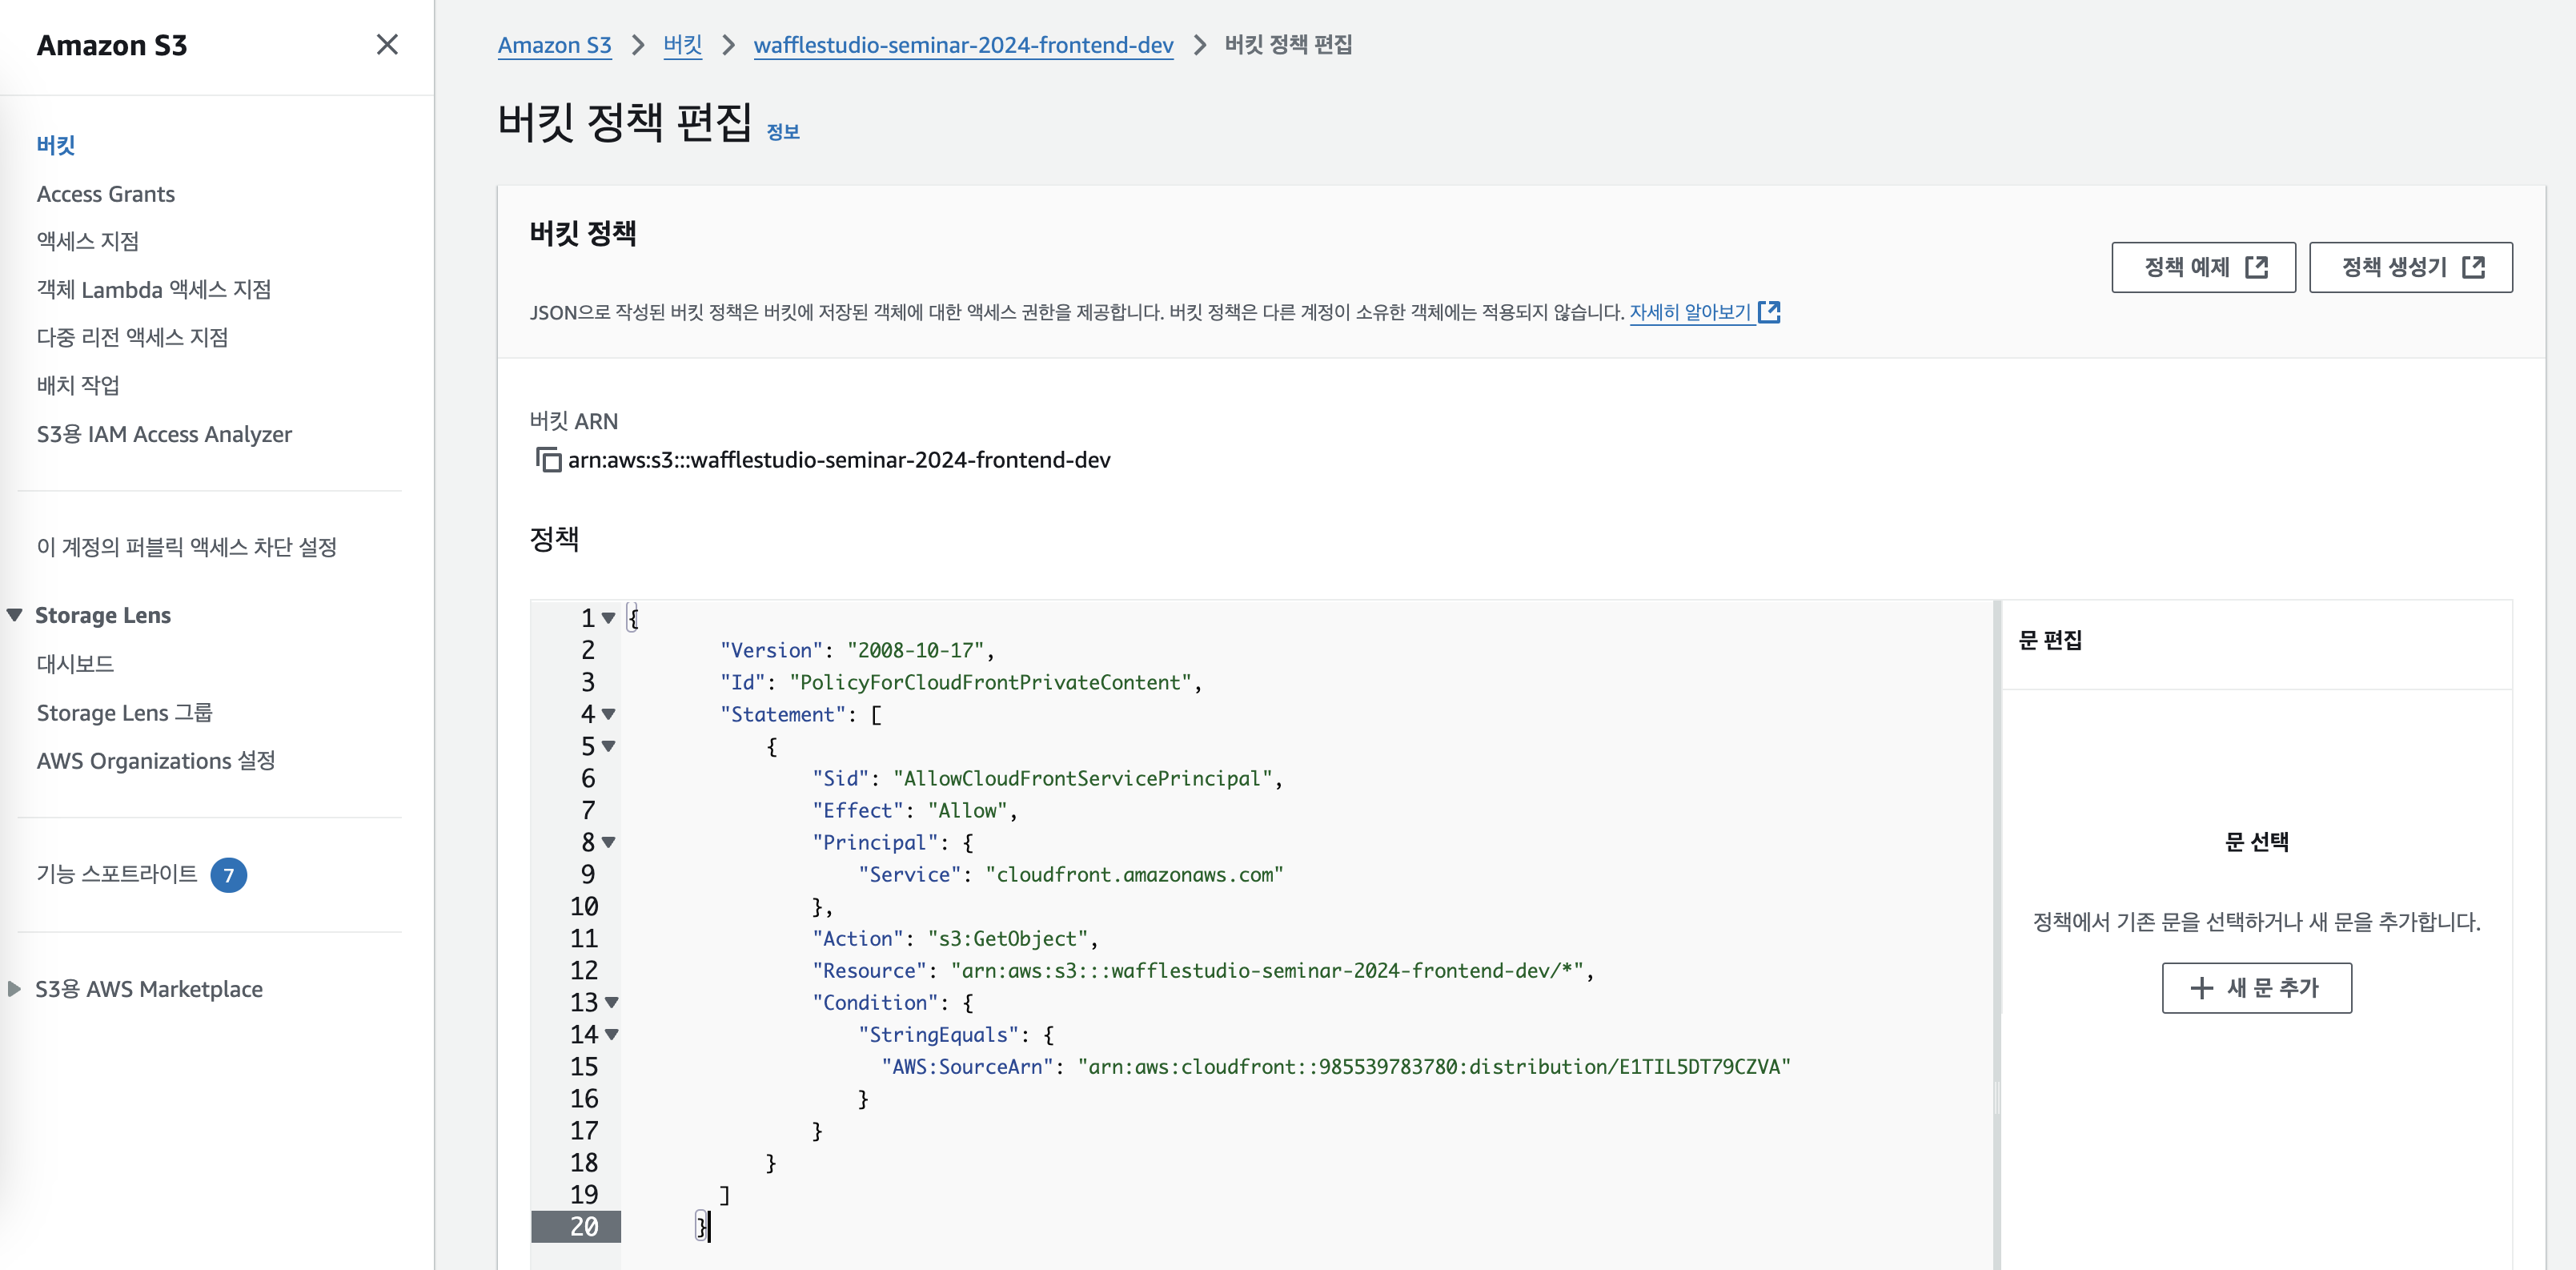 Amazon S3
버킷
Access Grants
액세스 지점
객체 Lambda 액세스 지점
다중 리전 액세스 지점
배치 작업
S3용 IAM Access Analyzer
이 계정의 퍼블릭 액세스 차단 설정
Storage Lens
대시보드
Storage Lens 그룹
AWS Organizations 설정
기능 스포트라이트 7
S3용 AWS Marketplace
Amazon S3 > 버킷 > wafflestudio-seminar-2024-frontend-dev > 버킷 정책 편집
버킷 정책 편집 정보
버킷 정책
정책 예제
정책 생성기
JSON으로 작성된 버킷 정책은 버킷에 저장된 객체에 대한 액세스 권한을 제공합니다. 버킷 정책은 다른 계정이 소유한 객체에는 적용되지 않습니다. 자세히 알아보기
버킷 ARN
arn:aws:s3:::wafflestudio-seminar-2024-frontend-dev
정책
1 {
2 "Version": "2008-10-17",
3 "Id": "PolicyForCloudFrontPrivateContent",
4 "Statement": [
5 {
6 "Sid": "AllowCloudFrontServicePrincipal",
7 "Effect": "Allow",
8 "Principal": {
9 "Service": "cloudfront.amazonaws.com"
10 },
11 "Action": "s3:GetObject",
12 "Resource": "arn:aws:s3:::wafflestudio-seminar-2024-frontend-dev/*",
13 "Condition": {
14 "StringEquals": {
15 "AWS:SourceArn": "arn:aws:cloudfront::985539783780:distribution/E1TIL5DT79CZVA"
16 }
17 }
18 }
19 ]
20 }
문 편집
문 선택
정책에서 기존 문을 선택하거나 새 문을 추가합니다.
+ 새 문 추가